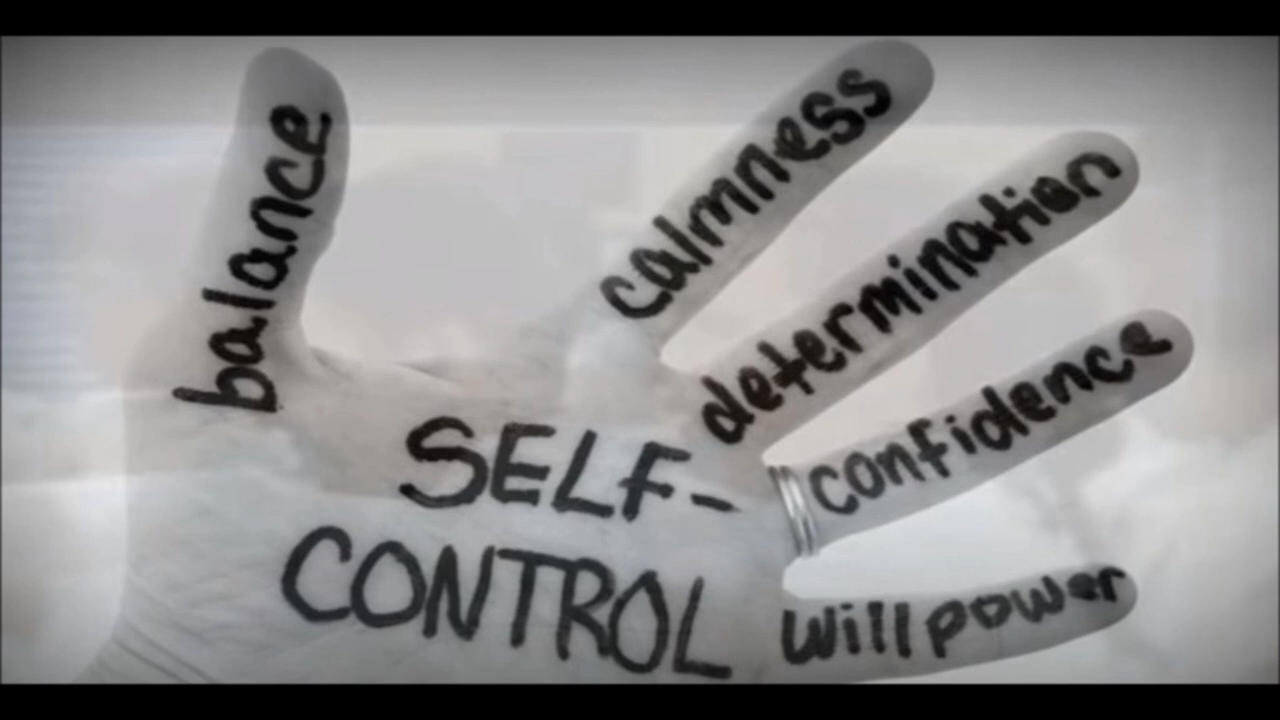 balance
calmness
determination
confidence
willpower
SELF-
CONTROL